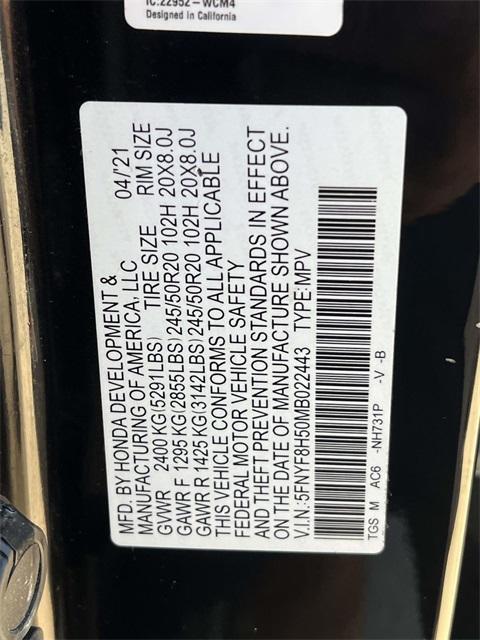 IC:22952-WCM4
Designed in California
MFD. BY HONDA DEVELOPMENT & 04/'21
MANUFACTURING OF AMERICA, LLC
TIRE SIZE RIM SIZE
GVWR 2400 KG(5291LBS)
GAWR F 1295 KG(2855LBS)245/50R20 102H 20X8.0J
GAWR R 1425 KG(3142LBS)245/50R20 102H 20X8.0J
THIS VEHICLE CONFORMS TO ALL APPLICABLE
FEDERAL MOTOR VEHICLE SAFETY
AND THEFT PREVENTION STANDARDS IN EFFECT
ON THE DATE OF MANUFACTURE SHOWN ABOVE.
V.I.N.:5FNYF8H50MB022443 TYPE:MPV
TGS M AC6 -NH731P -V -B